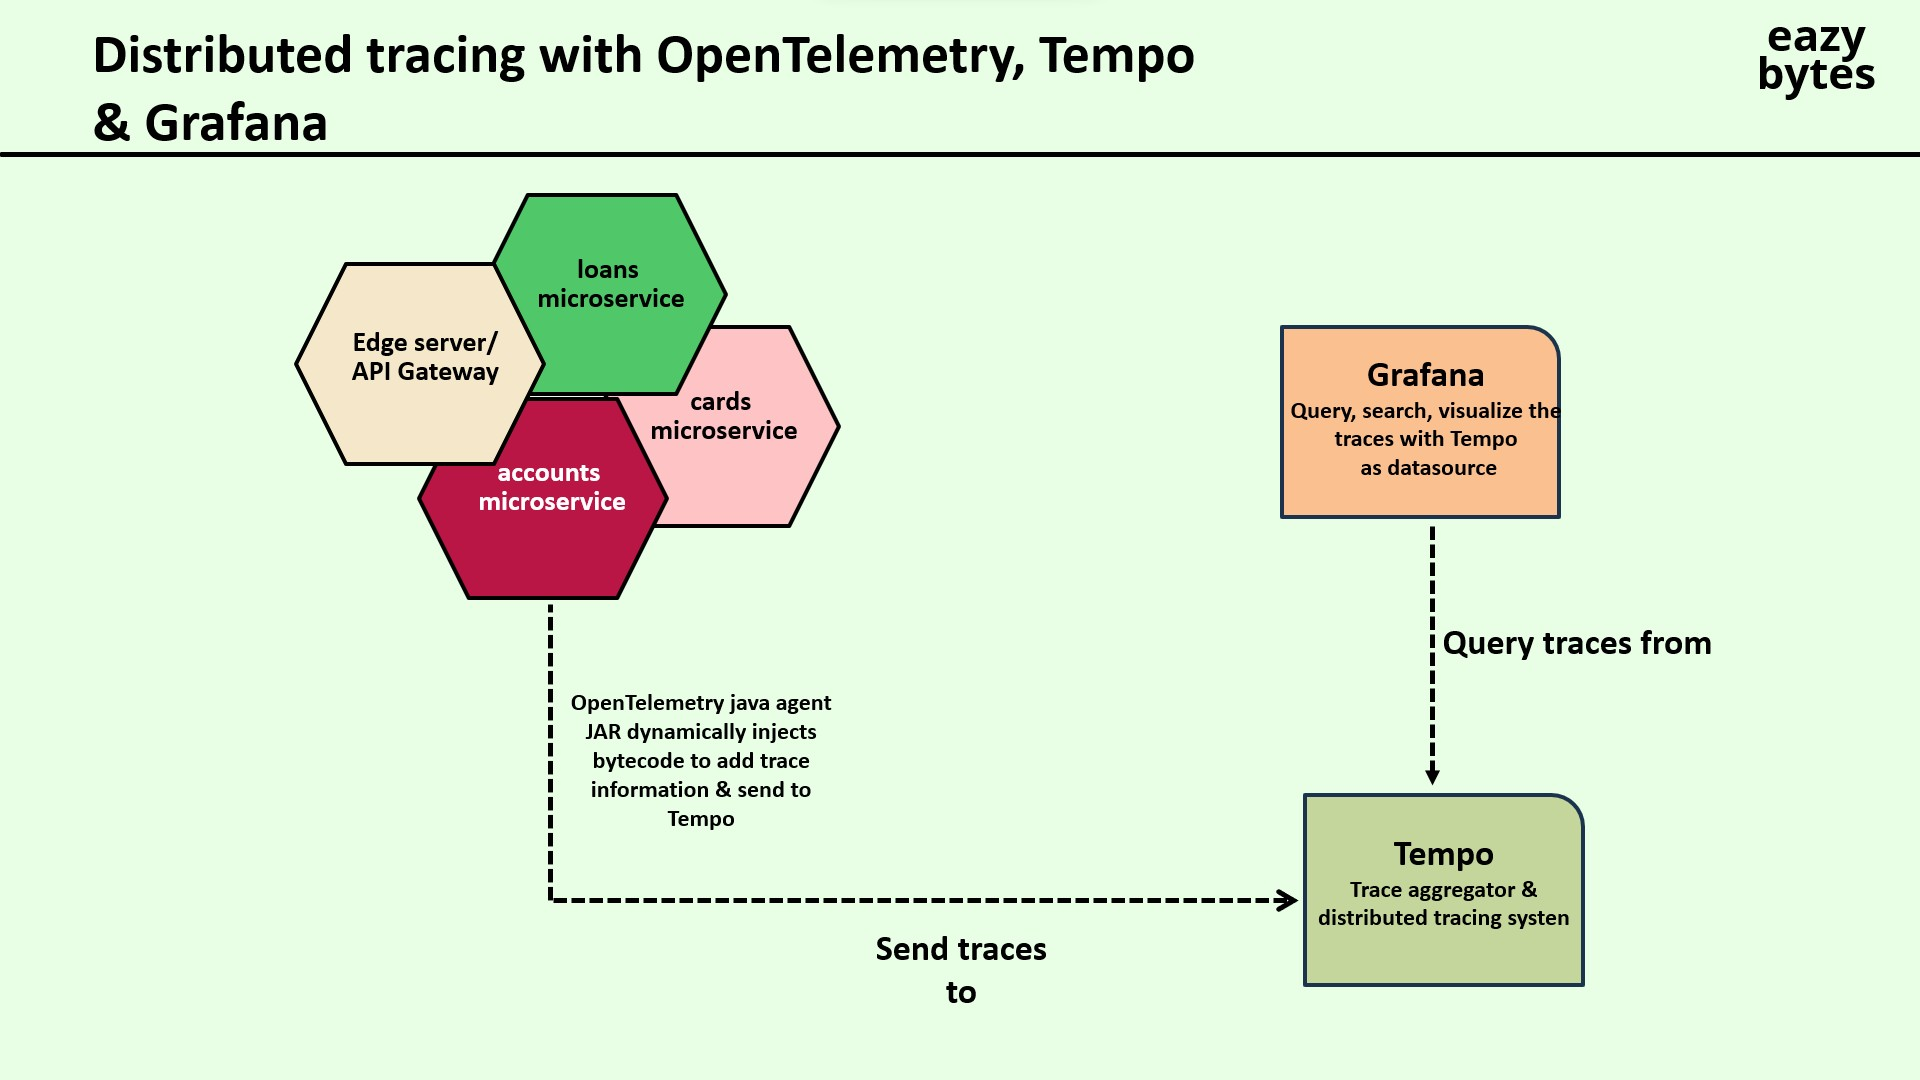 Distributed tracing with OpenTelemetry, Tempo
& Grafana
eazy
bytes
loans
microservice
Edge server/
API Gateway
cards
microservice
accounts
microservice
Grafana
Query, search, visualize the
traces with Tempo
as datasource
Query traces from
OpenTelemetry java agent
JAR dynamically injects
bytecode to add trace
information & send to
Tempo
Tempo
Trace aggregator &
distributed tracing systen
Send traces
to